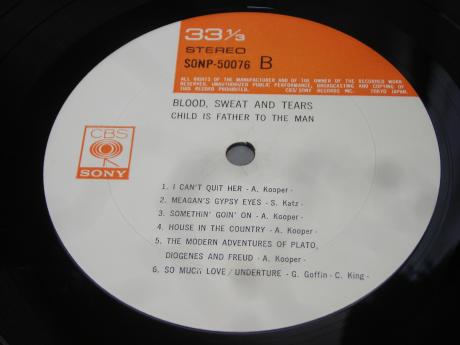 33 1/3
STEREO
SONP-50076 B
ALL RIGHTS OF THE MANUFACTURER AND OF THE OWNER OF THE RECORDED WORK
RESERVED. UNAUTHORIZED PUBLIC PERFORMANCE, BROADCASTING AND COPYING OF
THIS RECORD PROHIBITED. CBS/SONY RECORDS INC. TOKYO JAPAN.
BLOOD, SWEAT AND TEARS
CHILD IS FATHER TO THE MAN
CBS
SONY
1. I CAN'T QUIT HER - A. Kooper -
2. MEAGAN'S GYPSY EYES - S. Katz -
3. SOMETHIN' GOIN' ON - A. Kooper -
4. HOUSE IN THE COUNTRY - A. Kooper -
5. THE MODERN ADVENTURES OF PLATO,
DIOGENES AND FREUD - A. Kooper -
6. SO MUCH LOVE / UNDERTURE - G. Goffin - C. King -